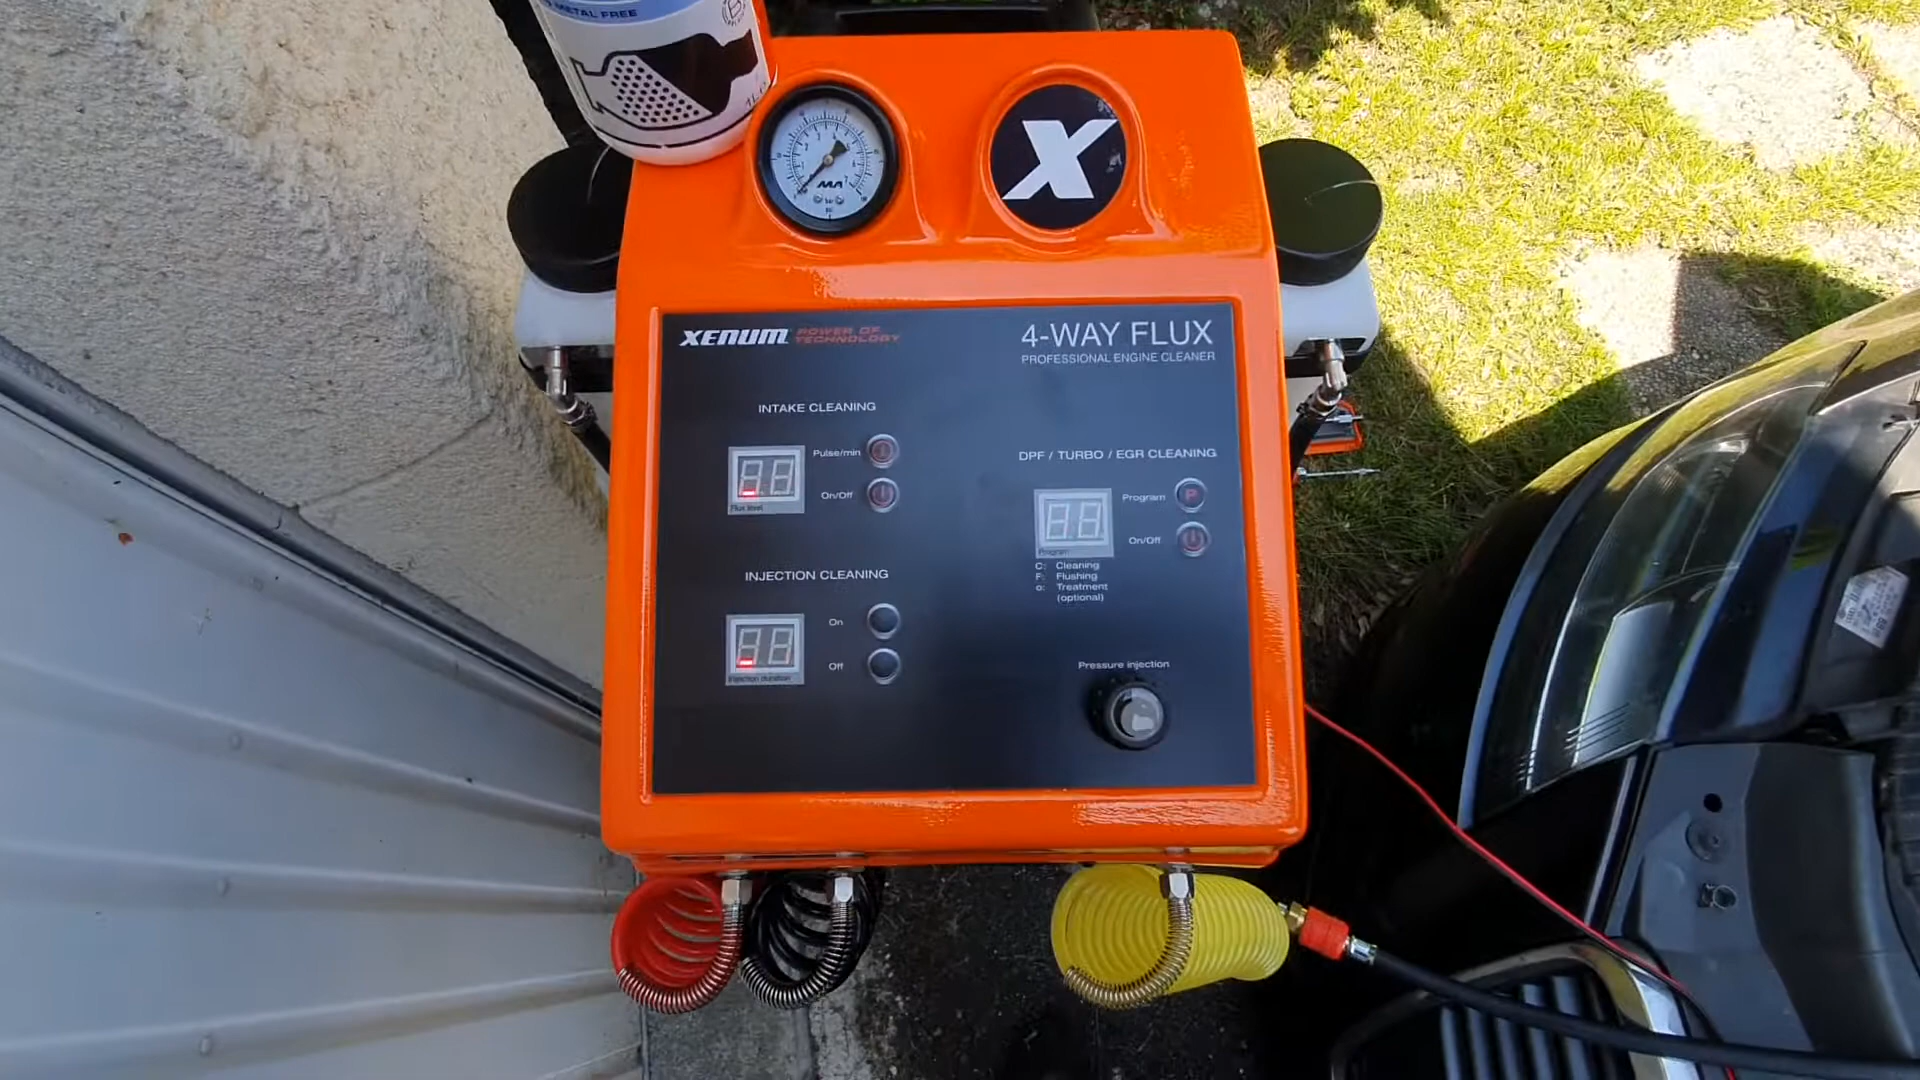 METAL FREE
1L
X
XENUM POWER OF TECHNOLOGY
4-WAY FLUX
PROFESSIONAL ENGINE CLEANER
INTAKE CLEANING
Pulse/min
On/Off
Flux level
DPF / TURBO / EGR CLEANING
Program
On/Off
Program
C: Cleaning
F: Flushing
o: Treatment
(optional)
INJECTION CLEANING
On
Off
Injection duration
Pressure injection